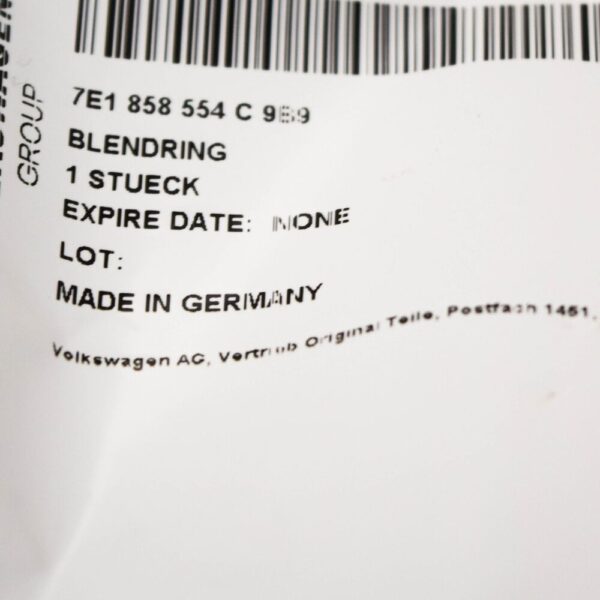 GROUP
7E1 858 554 C 9B9
BLENDRING
1 STUECK
EXPIRE DATE: NONE
LOT:
MADE IN GERMANY
Volkswagen AG, Vertrieb Original Teile, Postfach 1451,